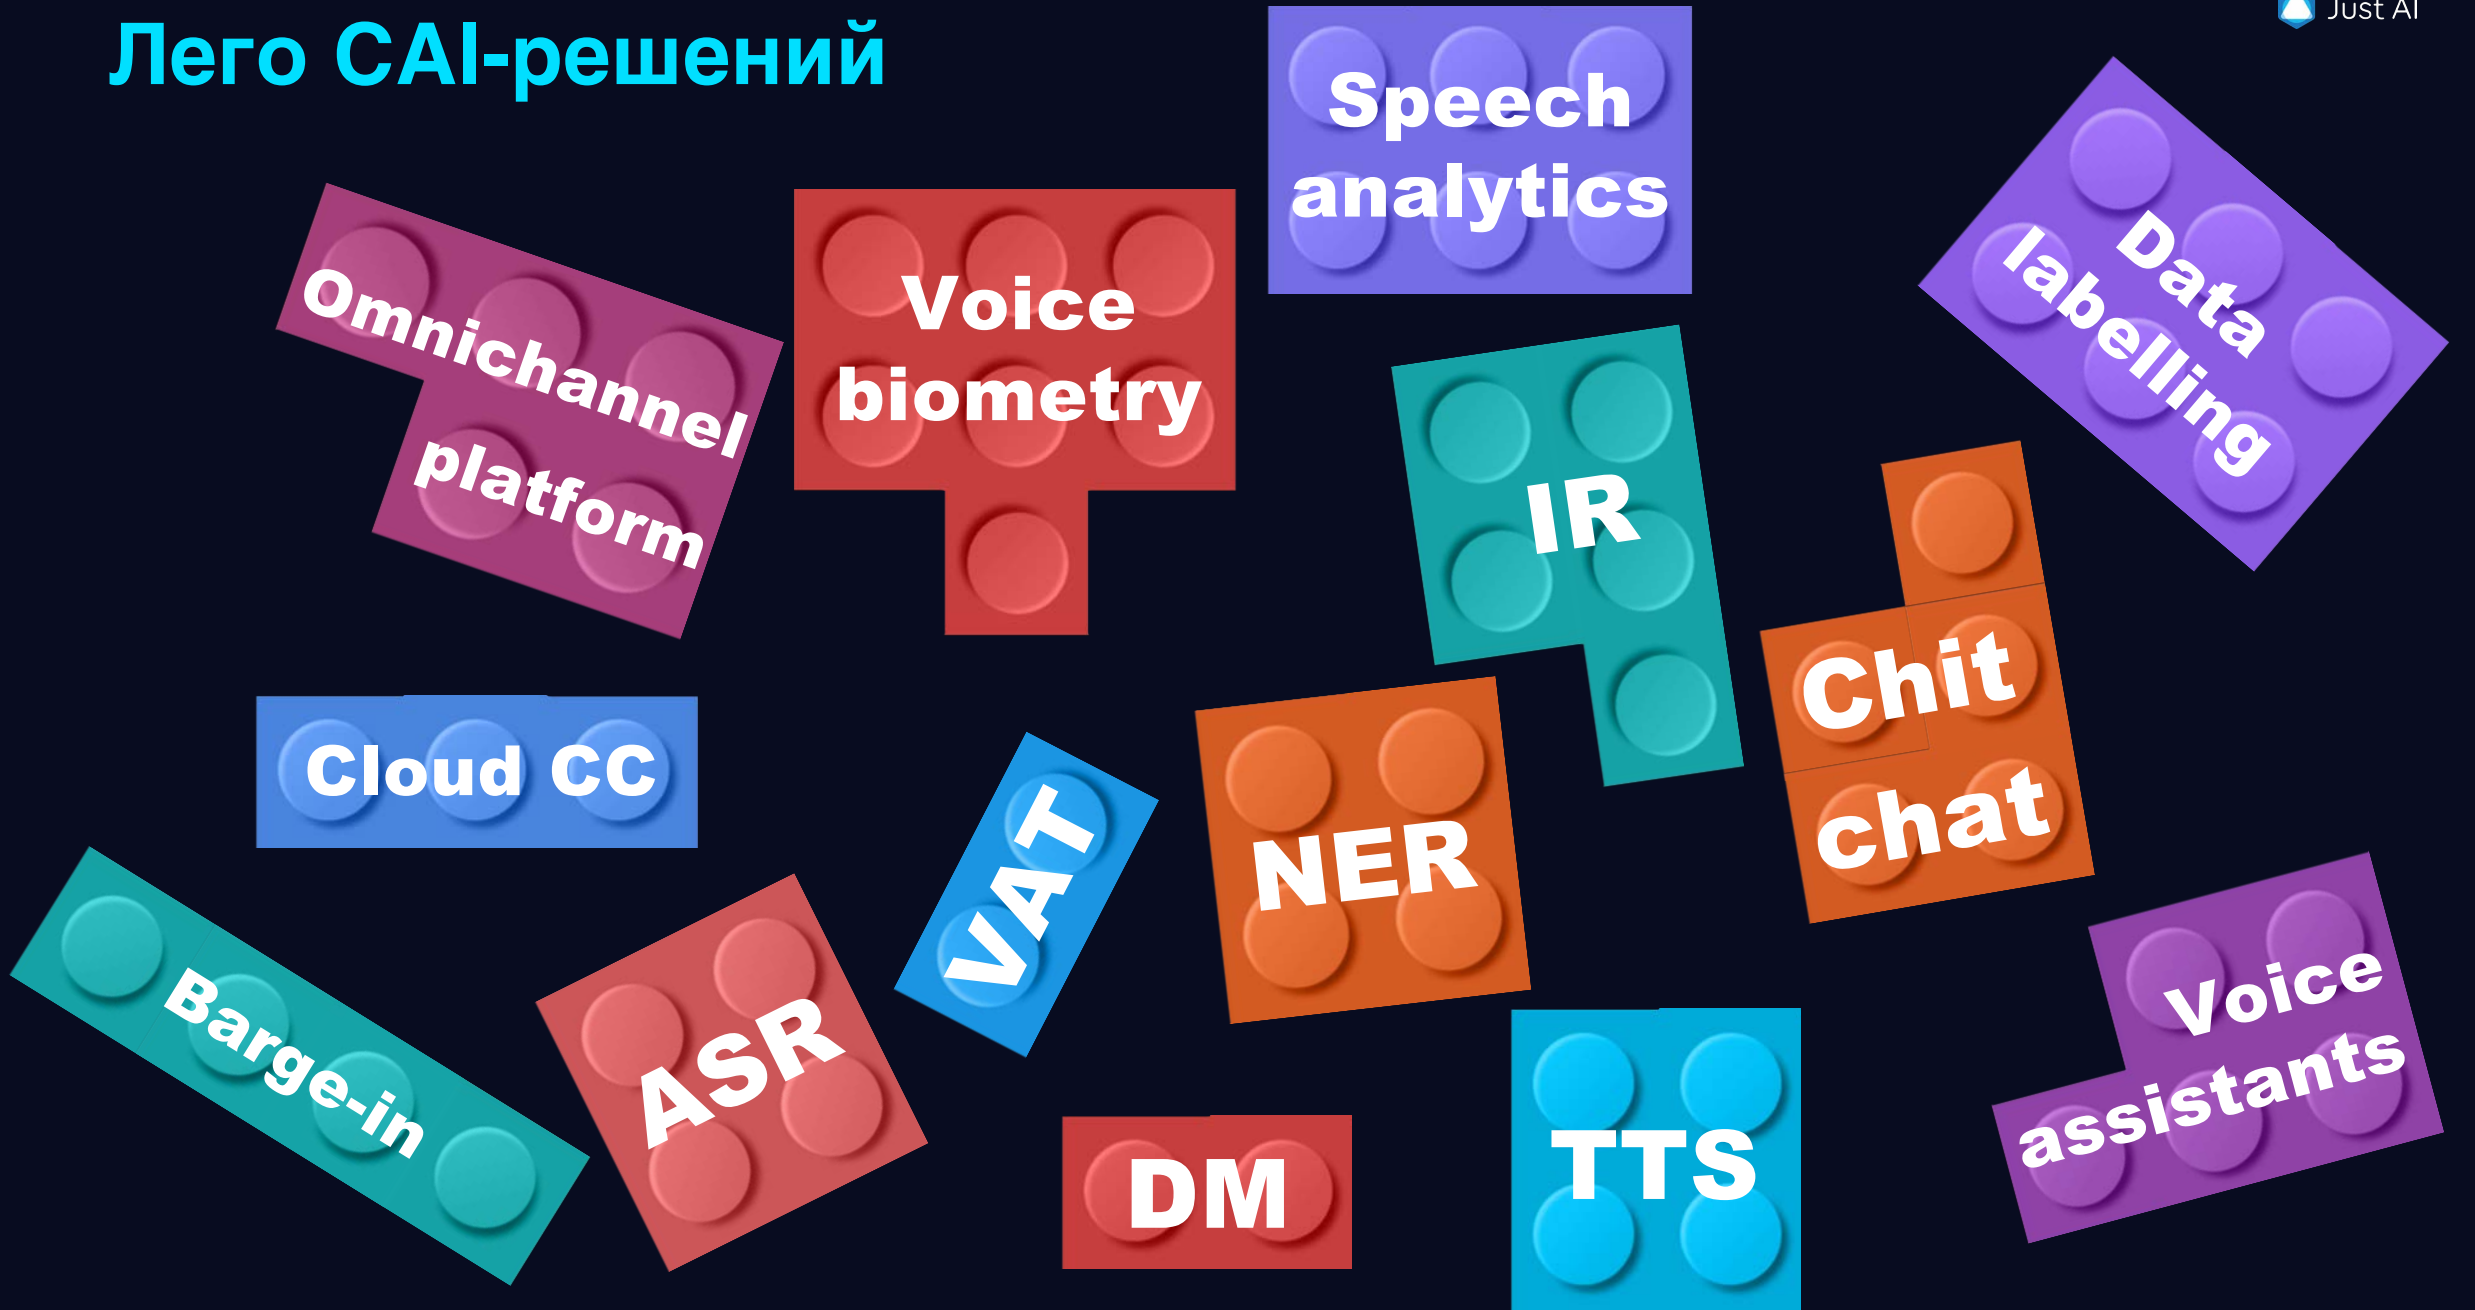 Лего CAI-решений
Just AI
Speech
analytics
Data
labelling
Omnichannel
platform
Voice
biometry
IR
Chit
chat
Cloud CC
VAT
NER
Barge-in
ASR
DM
TTS
Voice
assistants